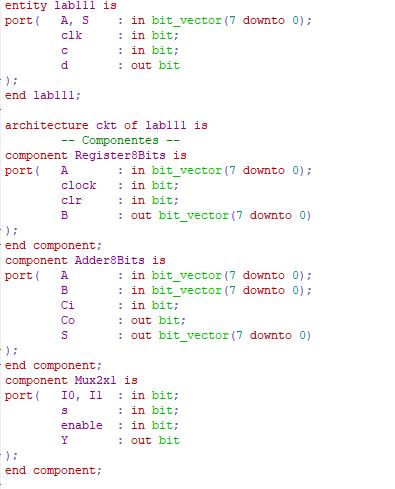 entity lab111 is
port( A, S : in bit_vector(7 downto 0);
clk : in bit;
c : in bit;
d : out bit
);
end lab111;
architecture ckt of lab111 is
-- Componentes --
component Register8Bits is
port( A : in bit_vector(7 downto 0);
clock : in bit;
clr : in bit;
B : out bit_vector(7 downto 0)
);
end component;
component Adder8Bits is
port( A : in bit_vector(7 downto 0);
B : in bit_vector(7 downto 0);
Ci : in bit;
Co : out bit;
S : out bit_vector(7 downto 0)
);
end component;
component Mux2x1 is
port( I0, I1 : in bit;
s : in bit;
enable : in bit;
Y : out bit
);
end component;